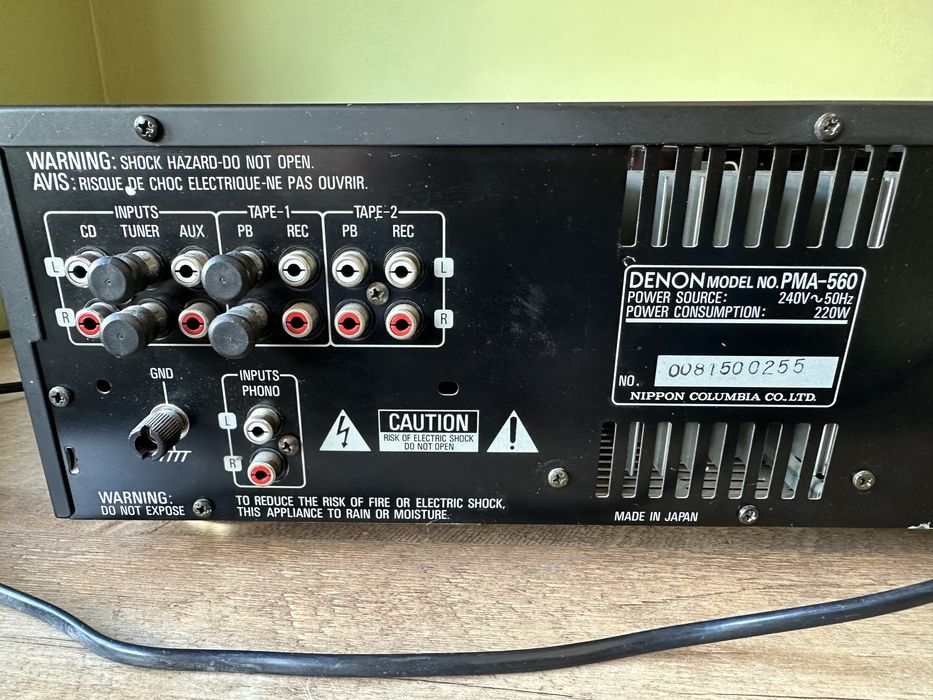 WARNING: SHOCK HAZARD-DO NOT OPEN.
AVIS: RISQUE DE CHOC ELECTRIQUE-NE PAS OUVRIR.
INPUTS TAPE-1 TAPE-2
CD TUNER AUX PB REC PB REC
L L
R R
DENON MODEL NO. PMA-560
POWER SOURCE: 240V~50Hz
POWER CONSUMPTION: 220W
NO. 0081500255
NIPPON COLUMBIA CO. LTD.
GND
INPUTS
PHONO
L
R
CAUTION
RISK OF ELECTRIC SHOCK
DO NOT OPEN
WARNING: TO REDUCE THE RISK OF FIRE OR ELECTRIC SHOCK,
DO NOT EXPOSE THIS APPLIANCE TO RAIN OR MOISTURE.
MADE IN JAPAN